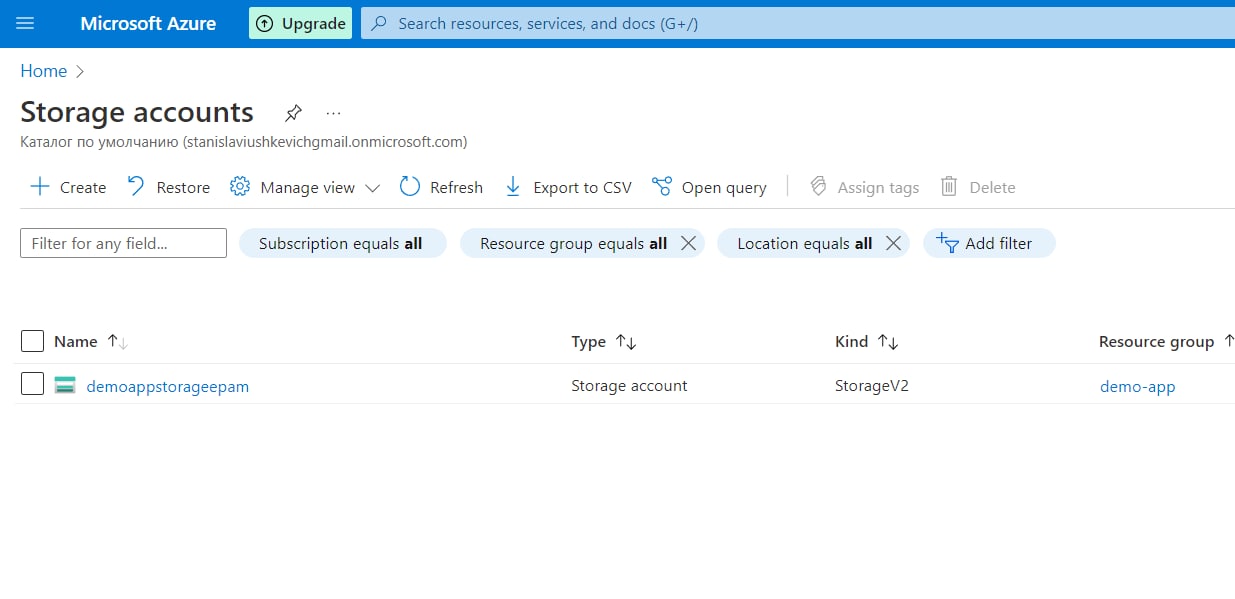 Microsoft Azure Upgrade Search resources, services, and docs (G+/)
Home
Storage accounts ...
Каталог по умолчанию (stanislaviushkevichgmail.onmicrosoft.com)
Create Restore Manage view Refresh Export to CSV Open query Assign tags Delete
Filter for any field... Subscription equals all Resource group equals all Location equals all Add filter
Name Type Kind Resource group
demoappstorageepam Storage account StorageV2 demo-app